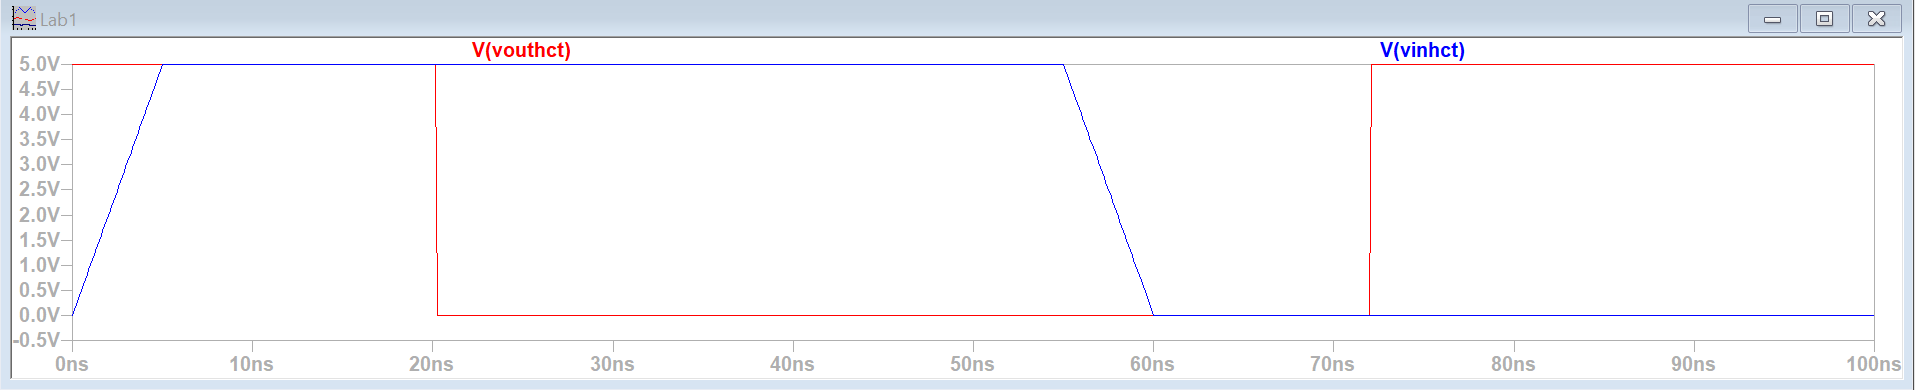 Lab1
V(vouthct) V(vinhct)
5.0V
4.5V
4.0V
3.5V
3.0V
2.5V
2.0V
1.5V
1.0V
0.5V
0.0V
-0.5V
0ns 10ns 20ns 30ns 40ns 50ns 60ns 70ns 80ns 90ns 100ns